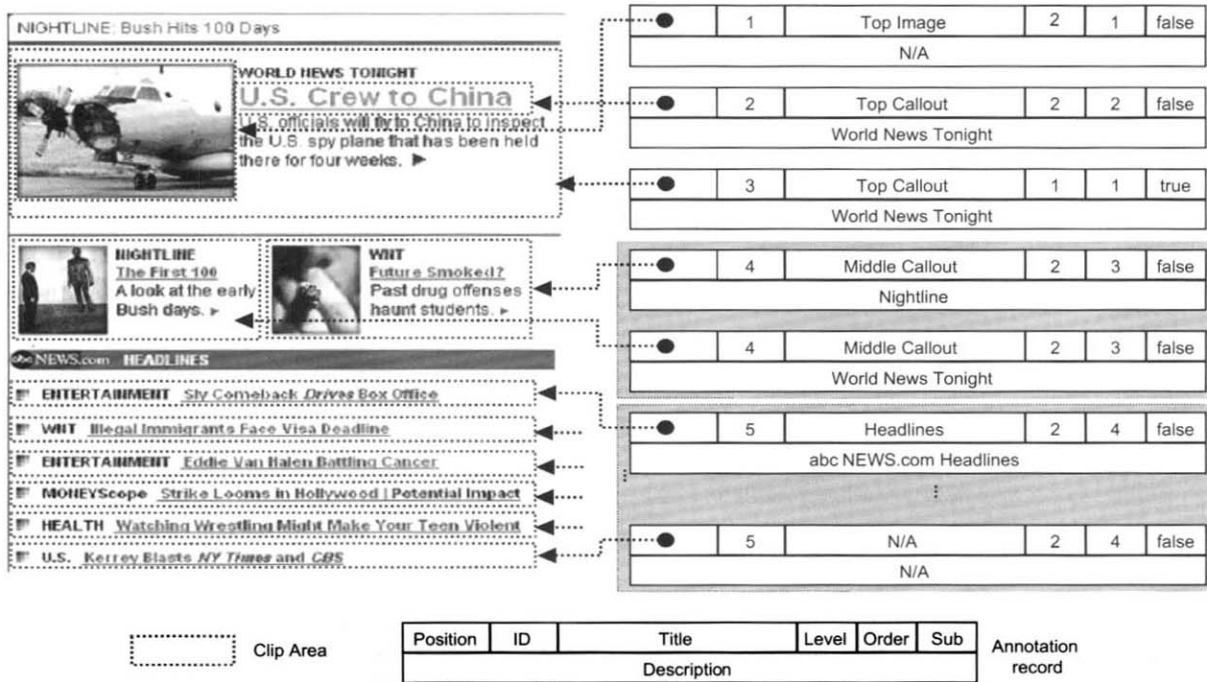 NIGHTLINE: Bush Hits 100 Days
WORLD NEWS TONIGHT
U.S. Crew to China
U.S. officials will fly to China to inspect
the U.S. spy plane that has been held
there for four weeks. ►
NIGHTLINE
The First 100
A look at the early
Bush days. ►
WNT
Future Smoked?
Past drug offenses
haunt students. ►
abc NEWS.com HEADLINES
ENTERTAINMENT Sly Comeback Drives Box Office
WNT Illegal Immigrants Face Visa Deadline
ENTERTAINMENT Eddie Van Halen Battling Cancer
MONEYScope Strike Looms in Hollywood | Potential Impact
HEALTH Watching Wrestling Might Make Your Teen Violent
U.S. Kerrey Blasts NY Times and CBS
1 Top Image 2 1 false
N/A
2 Top Callout 2 2 false
World News Tonight
3 Top Callout 1 1 true
World News Tonight
4 Middle Callout 2 3 false
Nightline
4 Middle Callout 2 3 false
World News Tonight
5 Headlines 2 4 false
abc NEWS.com Headlines
5 N/A 2 4 false
N/A
Clip Area
Position ID Title Level Order Sub
Description
Annotation
record